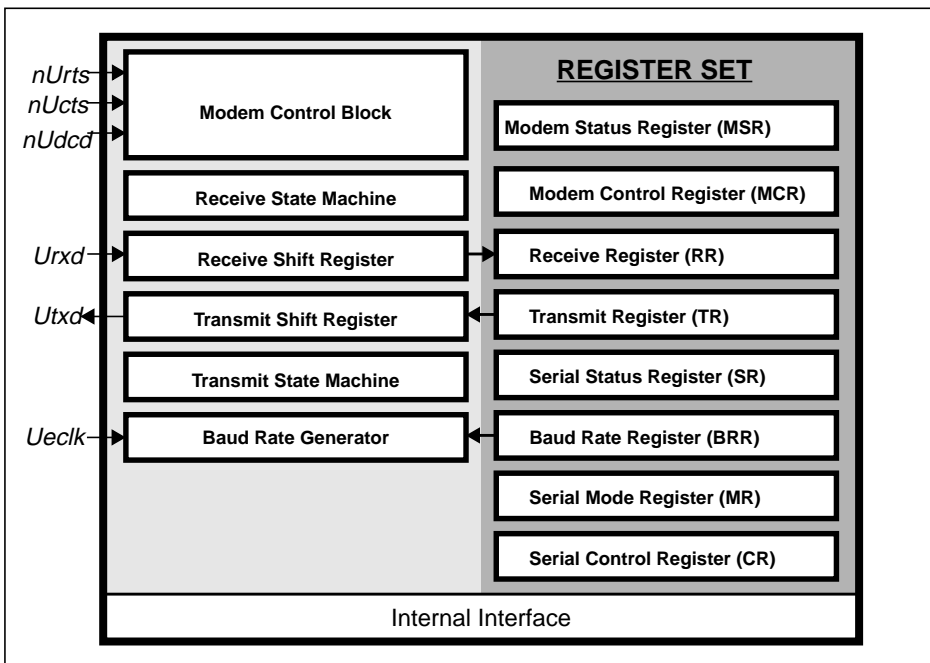 nUrts
nUcts
nUdcd
Modem Control Block
Receive State Machine
Urxd
Receive Shift Register
Utxd
Transmit Shift Register
Transmit State Machine
Ueclk
Baud Rate Generator
REGISTER SET
Modem Status Register (MSR)
Modem Control Register (MCR)
Receive Register (RR)
Transmit Register (TR)
Serial Status Register (SR)
Baud Rate Register (BRR)
Serial Mode Register (MR)
Serial Control Register (CR)
Internal Interface